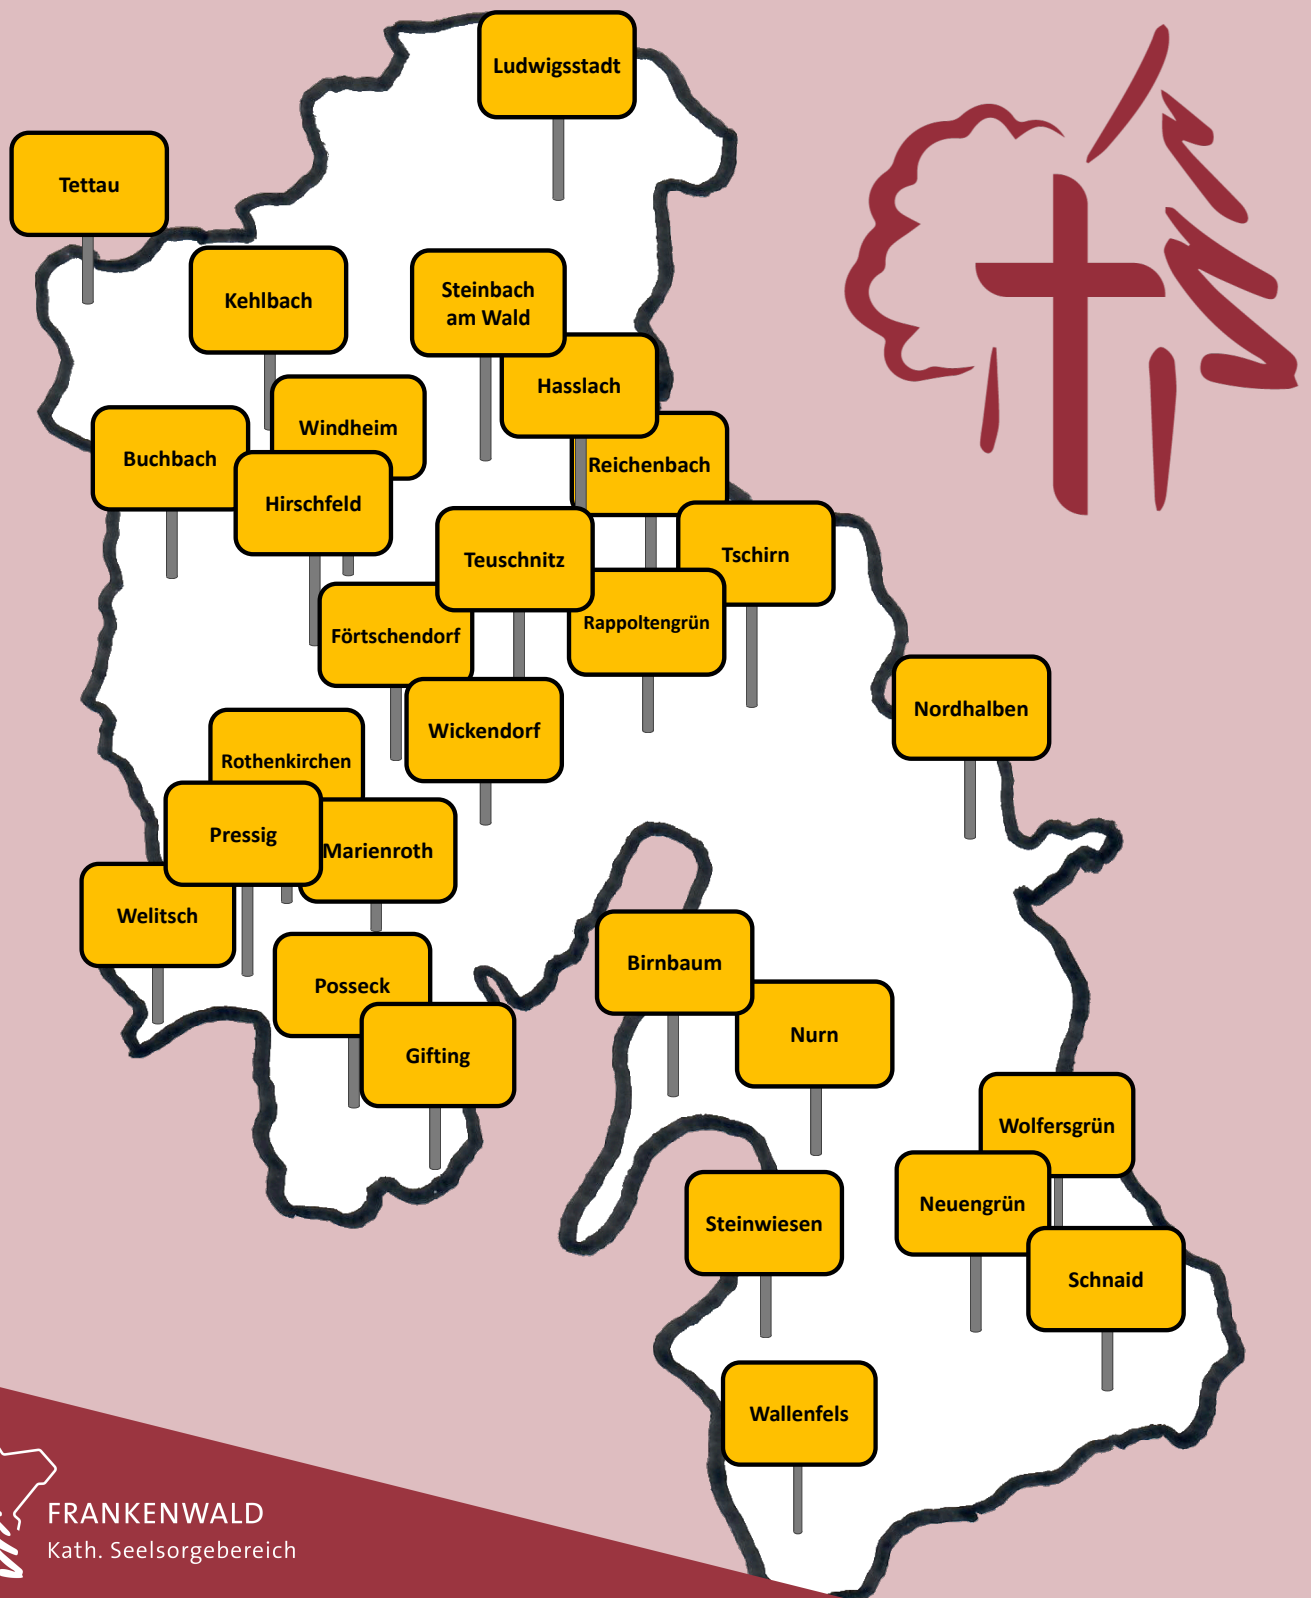 Ludwigsstadt
Tettau
Kehlbach
Steinbach
am Wald
Hasslach
Windheim
Buchbach
Reichenbach
Hirschfeld
Teuschnitz
Tschirn
Rappoltengrün
Förtschendorf
Nordhalben
Wickendorf
Rothenkirchen
Pressig
Marienroth
Welitsch
Birnbaum
Posseck
Nurn
Gifting
Wolfersgrün
Neuengrün
Steinwiesen
Schnaid
Wallenfels
FRANKENWALD
Kath. Seelsorgebereich